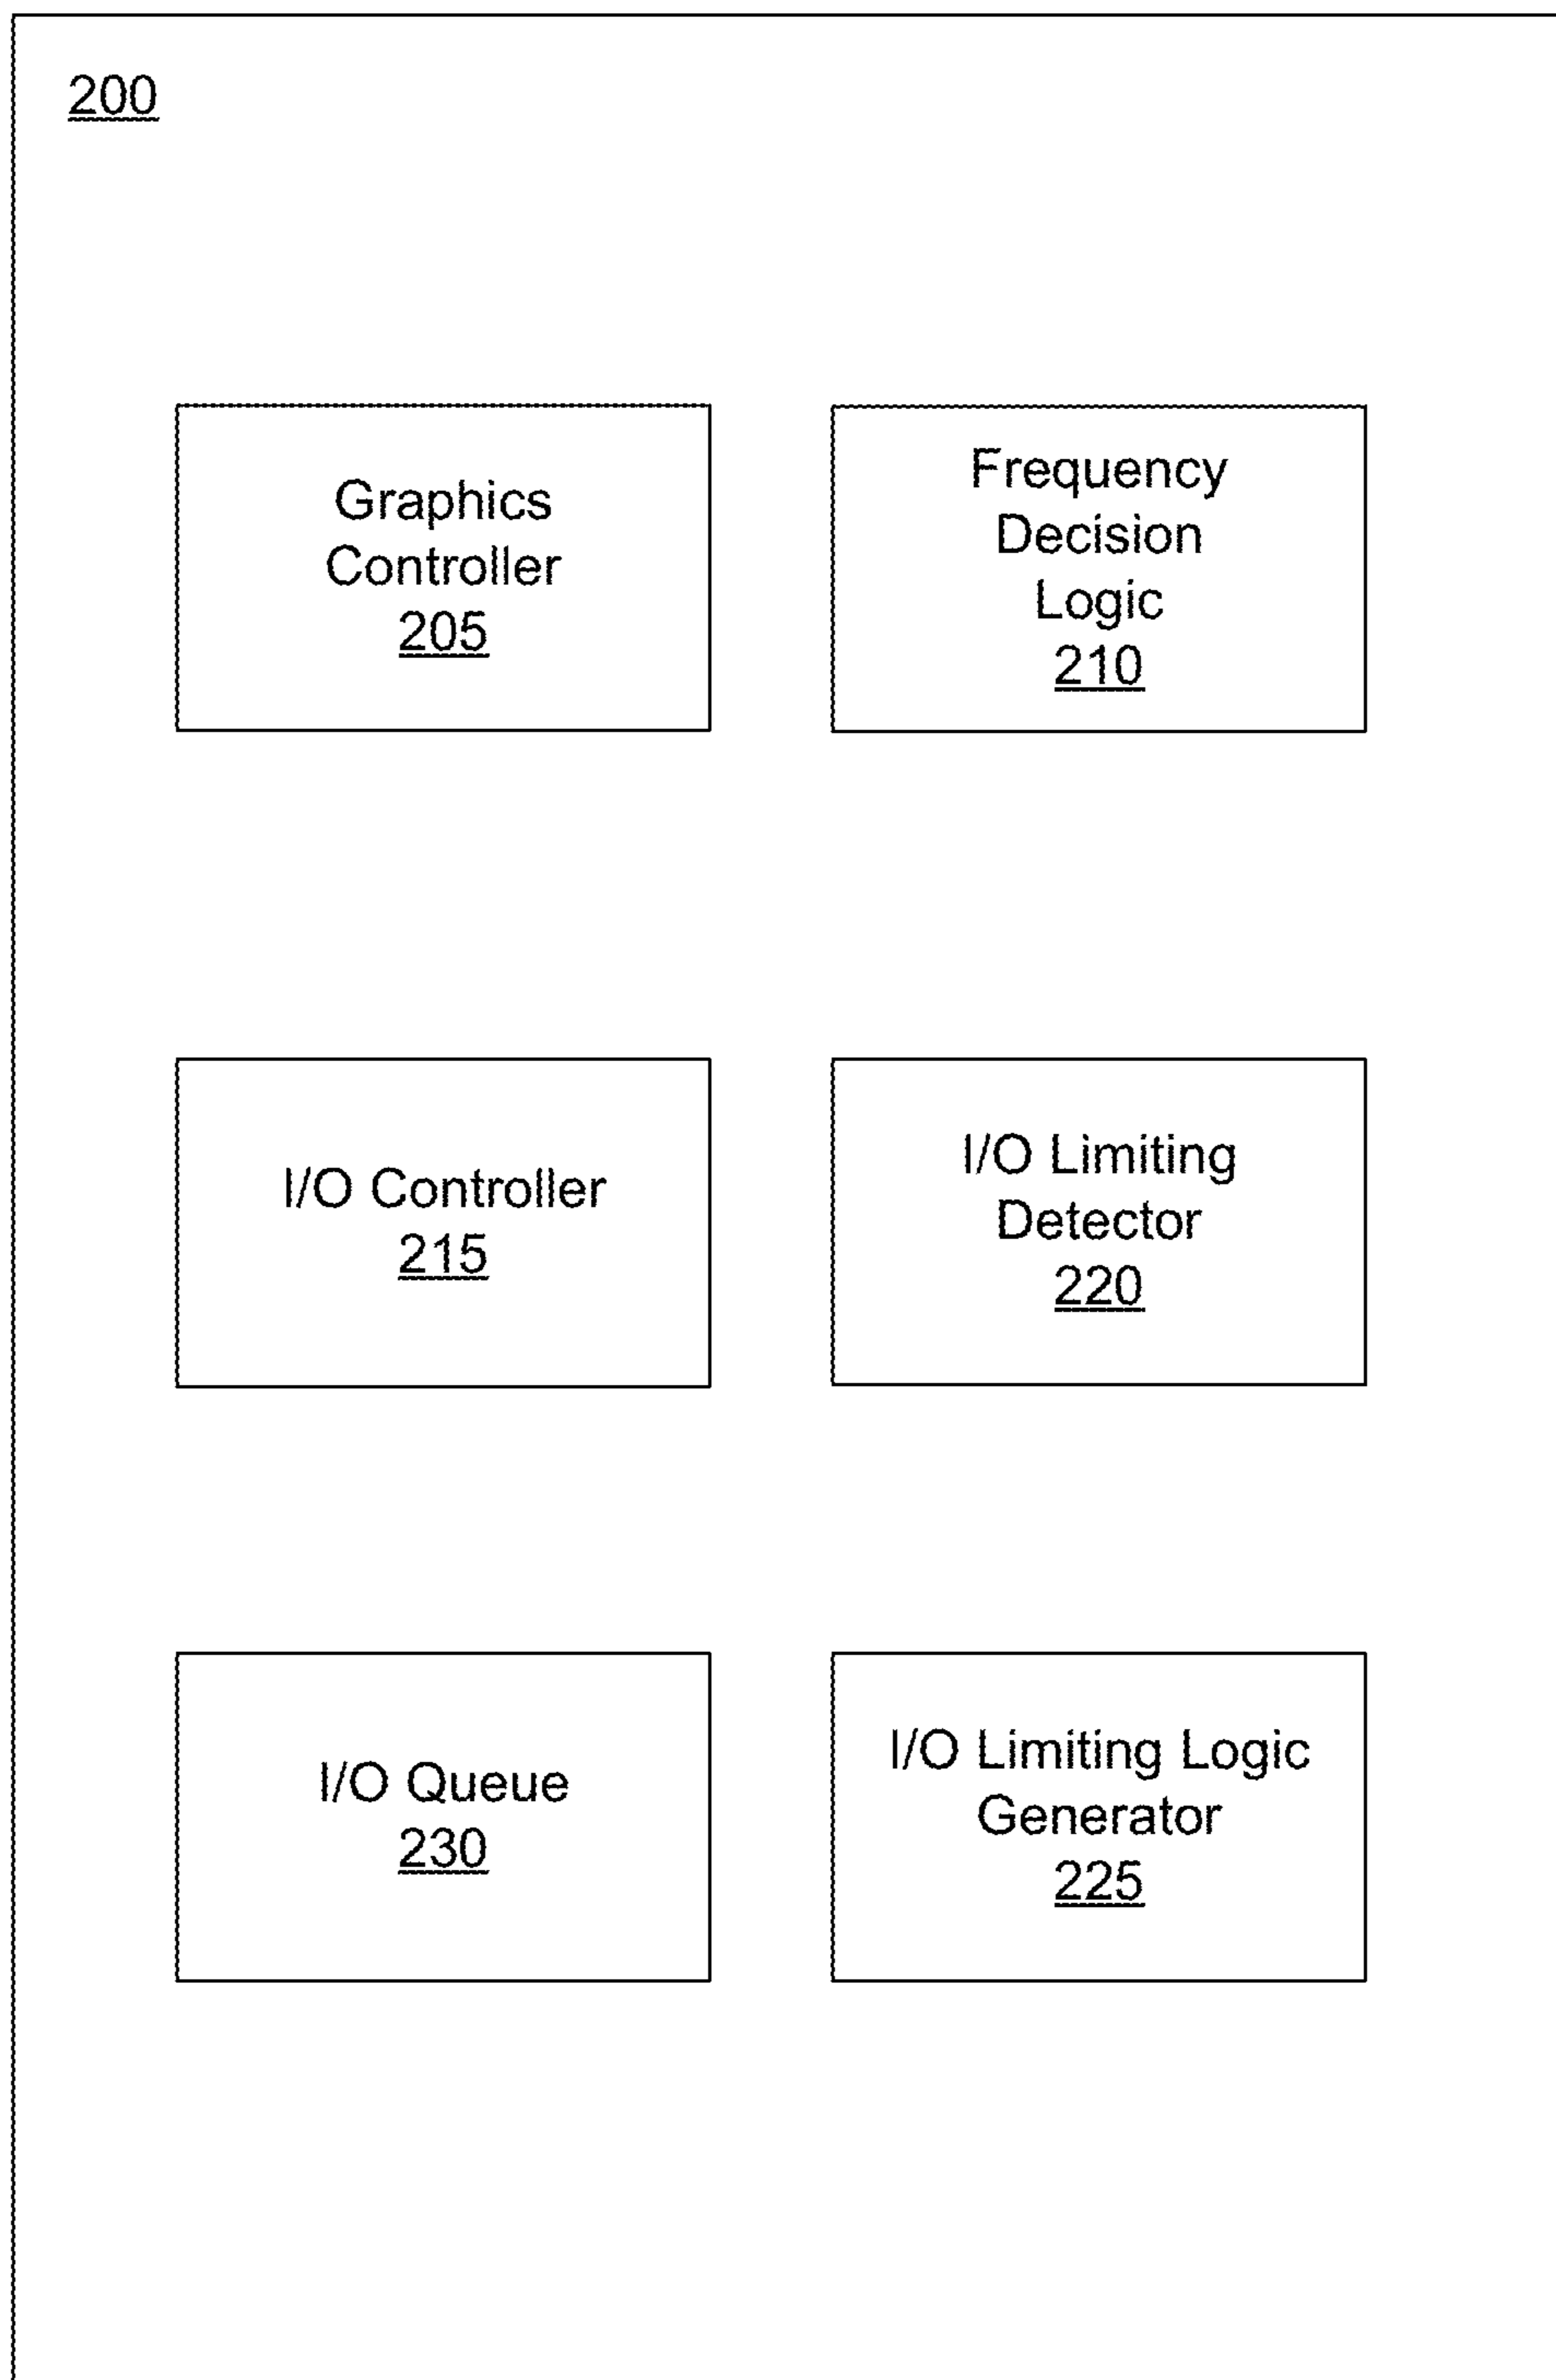 200
Graphics
Controller
205
Frequency
Decision
Logic
210
I/O Controller
215
I/O Limiting
Detector
220
I/O Queue
230
I/O Limiting Logic
Generator
225